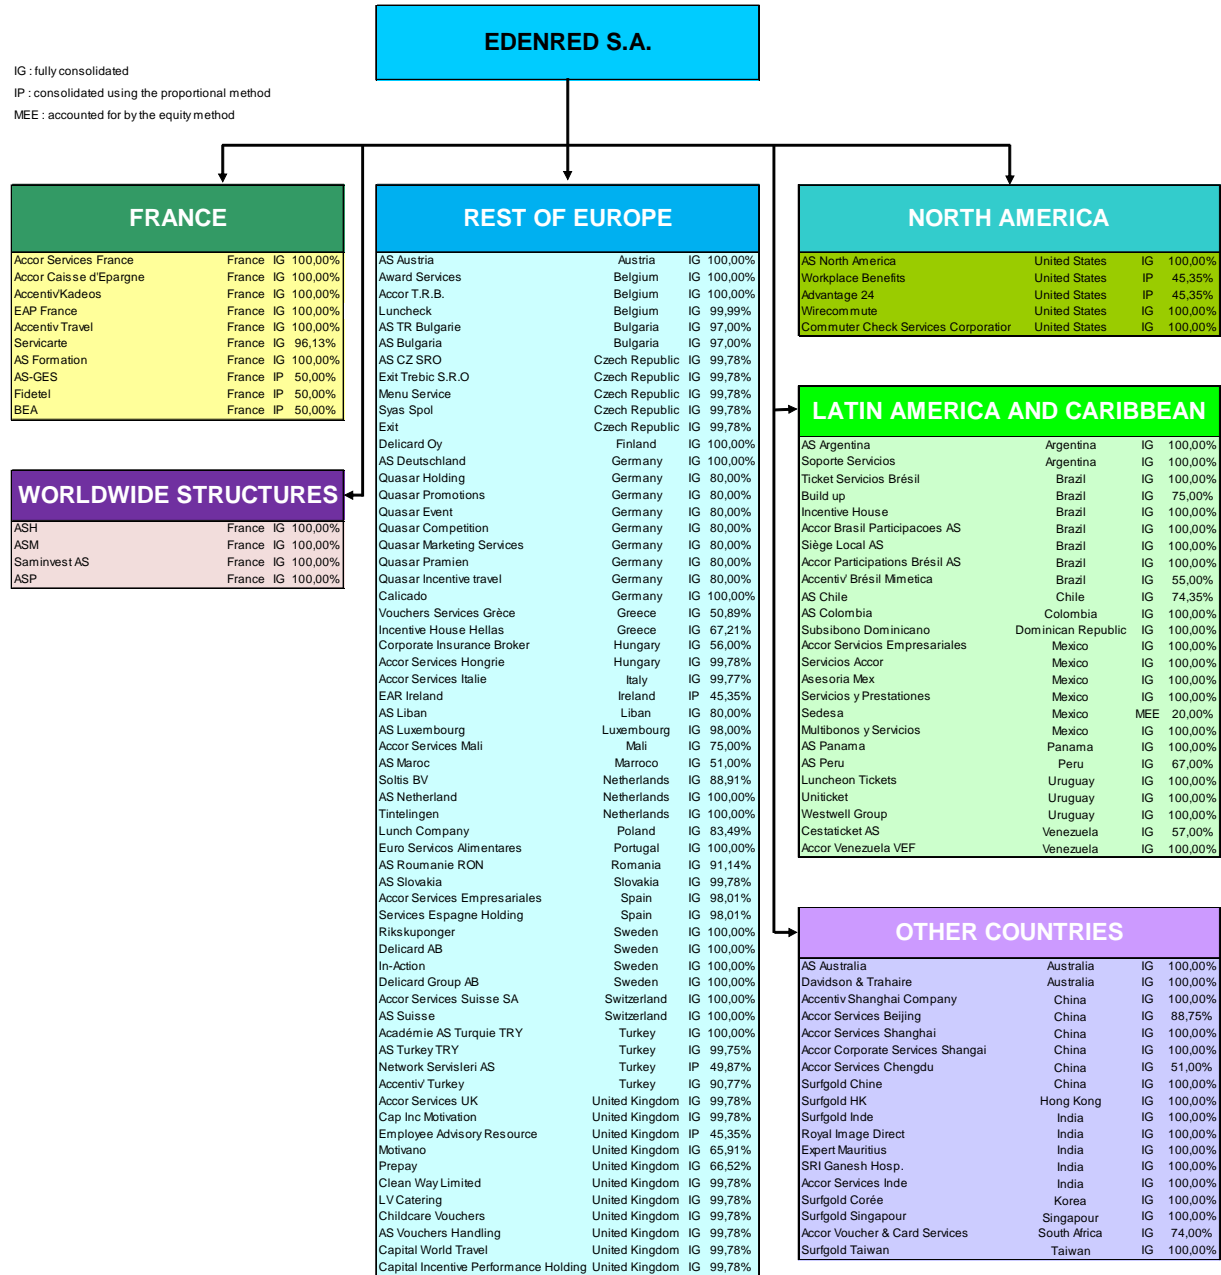 EDENRED S.A.
IG : fully consolidated
IP : consolidated using the proportional method
MEE : accounted for by the equity method
FRANCE
Accor Services France France IG 100,00%
Accor Caisse d'Epargne France IG 100,00%
Accentiv/Kadeos France IG 100,00%
EAP France France IG 100,00%
Accentiv Travel France IG 100,00%
Servicarte France IG 96,13%
AS Formation France IG 100,00%
AS-GES France IP 50,00%
Fidetel France IP 50,00%
BEA France IP 50,00%
WORLDWIDE STRUCTURES
ASH France IG 100,00%
ASM France IG 100,00%
Saminvest AS France IG 100,00%
ASP France IG 100,00%
REST OF EUROPE
AS Austria Austria IG 100,00%
Award Services Belgium IG 100,00%
Accor T.R.B. Belgium IG 100,00%
Luncheck Belgium IG 99,99%
AS TR Bulgarie Bulgaria IG 97,00%
AS Bulgaria Bulgaria IG 97,00%
AS CZ SRO Czech Republic IG 99,78%
Exit Trebic S.R.O Czech Republic IG 99,78%
Menu Service Czech Republic IG 99,78%
Syas Spol Czech Republic IG 99,78%
Exit Czech Republic IG 99,78%
Delicard Oy Finland IG 100,00%
AS Deutschland Germany IG 100,00%
Quasar Holding Germany IG 80,00%
Quasar Promotions Germany IG 80,00%
Quasar Event Germany IG 80,00%
Quasar Competition Germany IG 80,00%
Quasar Marketing Services Germany IG 80,00%
Quasar Pramien Germany IG 80,00%
Quasar Incentive travel Germany IG 80,00%
Calicado Germany IG 100,00%
Vouchers Services Grèce Greece IG 50,89%
Incentive House Hellas Greece IG 67,21%
Corporate Insurance Broker Hungary IG 56,00%
Accor Services Hongrie Hungary IG 99,78%
Accor Services Italie Italy IG 99,77%
EAR Ireland Ireland IP 45,35%
AS Liban Liban IG 80,00%
AS Luxembourg Luxembourg IG 98,00%
Accor Services Mali Mali IG 75,00%
AS Maroc Marroco IG 51,00%
Soltis BV Netherlands IG 88,91%
AS Netherland Netherlands IG 100,00%
Tintelingen Netherlands IG 100,00%
Lunch Company Poland IG 83,49%
Euro Servicos Alimentares Portugal IG 100,00%
AS Roumanie RON Romania IG 91,14%
AS Slovakia Slovakia IG 99,78%
Accor Services Empresariales Spain IG 98,01%
Services Espagne Holding Spain IG 98,01%
Rikskuponger Sweden IG 100,00%
Delicard AB Sweden IG 100,00%
In-Action Sweden IG 100,00%
Delicard Group AB Sweden IG 100,00%
Accor Services Suisse SA Switzerland IG 100,00%
AS Suisse Switzerland IG 100,00%
Académie AS Turquie TRY Turkey IG 100,00%
AS Turkey TRY Turkey IG 99,75%
Network Servisleri AS Turkey IP 49,87%
Accentiv' Turkey Turkey IG 90,77%
Accor Services UK United Kingdom IG 99,78%
Cap Inc Motivation United Kingdom IG 99,78%
Employee Advisory Resource United Kingdom IP 45,35%
Motivano United Kingdom IG 65,91%
Prepay United Kingdom IG 66,52%
Clean Way Limited United Kingdom IG 99,78%
LV Catering United Kingdom IG 99,78%
Childcare Vouchers United Kingdom IG 99,78%
AS Vouchers Handling United Kingdom IG 99,78%
Capital World Travel United Kingdom IG 99,78%
Capital Incentive Performance Holding United Kingdom IG 99,78%
NORTH AMERICA
AS North America United States IG 100,00%
Workplace Benefits United States IP 45,35%
Advantage 24 United States IP 45,35%
Wirecommute United States IG 100,00%
Commuter Check Services Corporatior United States IG 100,00%
LATIN AMERICA AND CARIBBEAN
AS Argentina Argentina IG 100,00%
Soporte Servicios Argentina IG 100,00%
Ticket Servicios Brésil Brazil IG 100,00%
Build up Brazil IG 75,00%
Incentive House Brazil IG 100,00%
Accor Brasil Participacoes AS Brazil IG 100,00%
Siège Local AS Brazil IG 100,00%
Accor Participations Brésil AS Brazil IG 100,00%
Accentiv' Brésil Mimetica Brazil IG 55,00%
AS Chile Chile IG 74,35%
AS Colombia Colombia IG 100,00%
Subsibono Dominicano Dominican Republic IG 100,00%
Accor Servicios Empresariales Mexico IG 100,00%
Servicios Accor Mexico IG 100,00%
Asesoria Mex Mexico IG 100,00%
Servicios y Prestationes Mexico IG 100,00%
Sedesa Mexico MEE 20,00%
Multibonos y Servicios Mexico IG 100,00%
AS Panama Panama IG 100,00%
AS Peru Peru IG 67,00%
Luncheon Tickets Uruguay IG 100,00%
Uniticket Uruguay IG 100,00%
Westwell Group Uruguay IG 100,00%
Cestaticket AS Venezuela IG 57,00%
Accor Venezuela VEF Venezuela IG 100,00%
OTHER COUNTRIES
AS Australia Australia IG 100,00%
Davidson & Trahaire Australia IG 100,00%
Accentiv Shanghai Company China IG 100,00%
Accor Services Beijing China IG 88,75%
Accor Services Shanghai China IG 100,00%
Accor Corporate Services Shangai China IG 100,00%
Accor Services Chengdu China IG 51,00%
Surfgold Chine China IG 100,00%
Surfgold HK Hong Kong IG 100,00%
Surfgold Inde India IG 100,00%
Royal Image Direct India IG 100,00%
Expert Mauritius India IG 100,00%
SRI Ganesh Hosp. India IG 100,00%
Accor Services Inde India IG 100,00%
Surfgold Corée Korea IG 100,00%
Surfgold Singapour Singapour IG 100,00%
Accor Voucher & Card Services South Africa IG 74,00%
Surfgold Taiwan Taiwan IG 100,00%